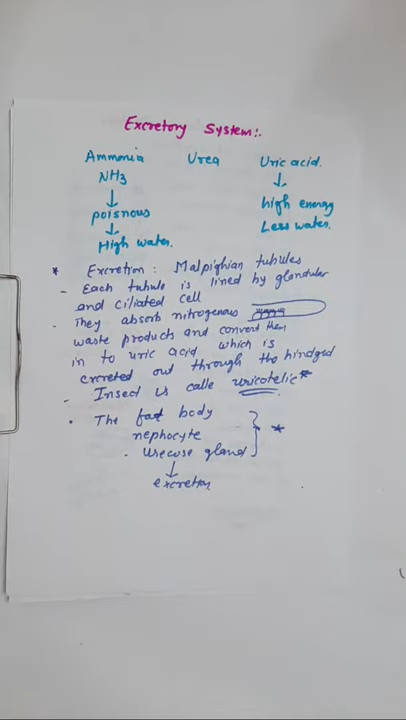 Excretory System:.
Ammonia Urea Uric acid.
NH3 ↓
↓ high energy
poisnous Less water.
↓
High water.
* Excretion : Malpighian tubules
- Each tubule is lined by glandular
and ciliated cell
- They absorb nitrogenous
waste products and convert then
in to uric acid which is
excreted out through the hindged
- Insect is calle uricotelic*
• The fat body
nephocyte
- Urecose gland } *
↓
excretion